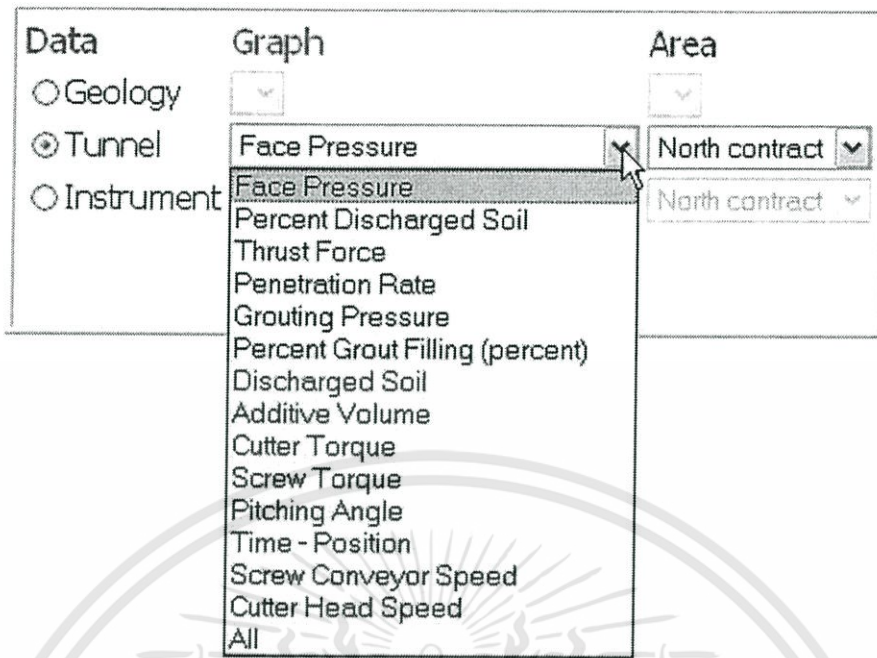 Data Graph Area
Geology
Tunnel Face Pressure North contract
Instrument Face Pressure North contract
Percent Discharged Soil
Thrust Force
Penetration Rate
Grouting Pressure
Percent Grout Filling (percent)
Discharged Soil
Additive Volume
Cutter Torque
Screw Torque
Pitching Angle
Time - Position
Screw Conveyor Speed
Cutter Head Speed
All